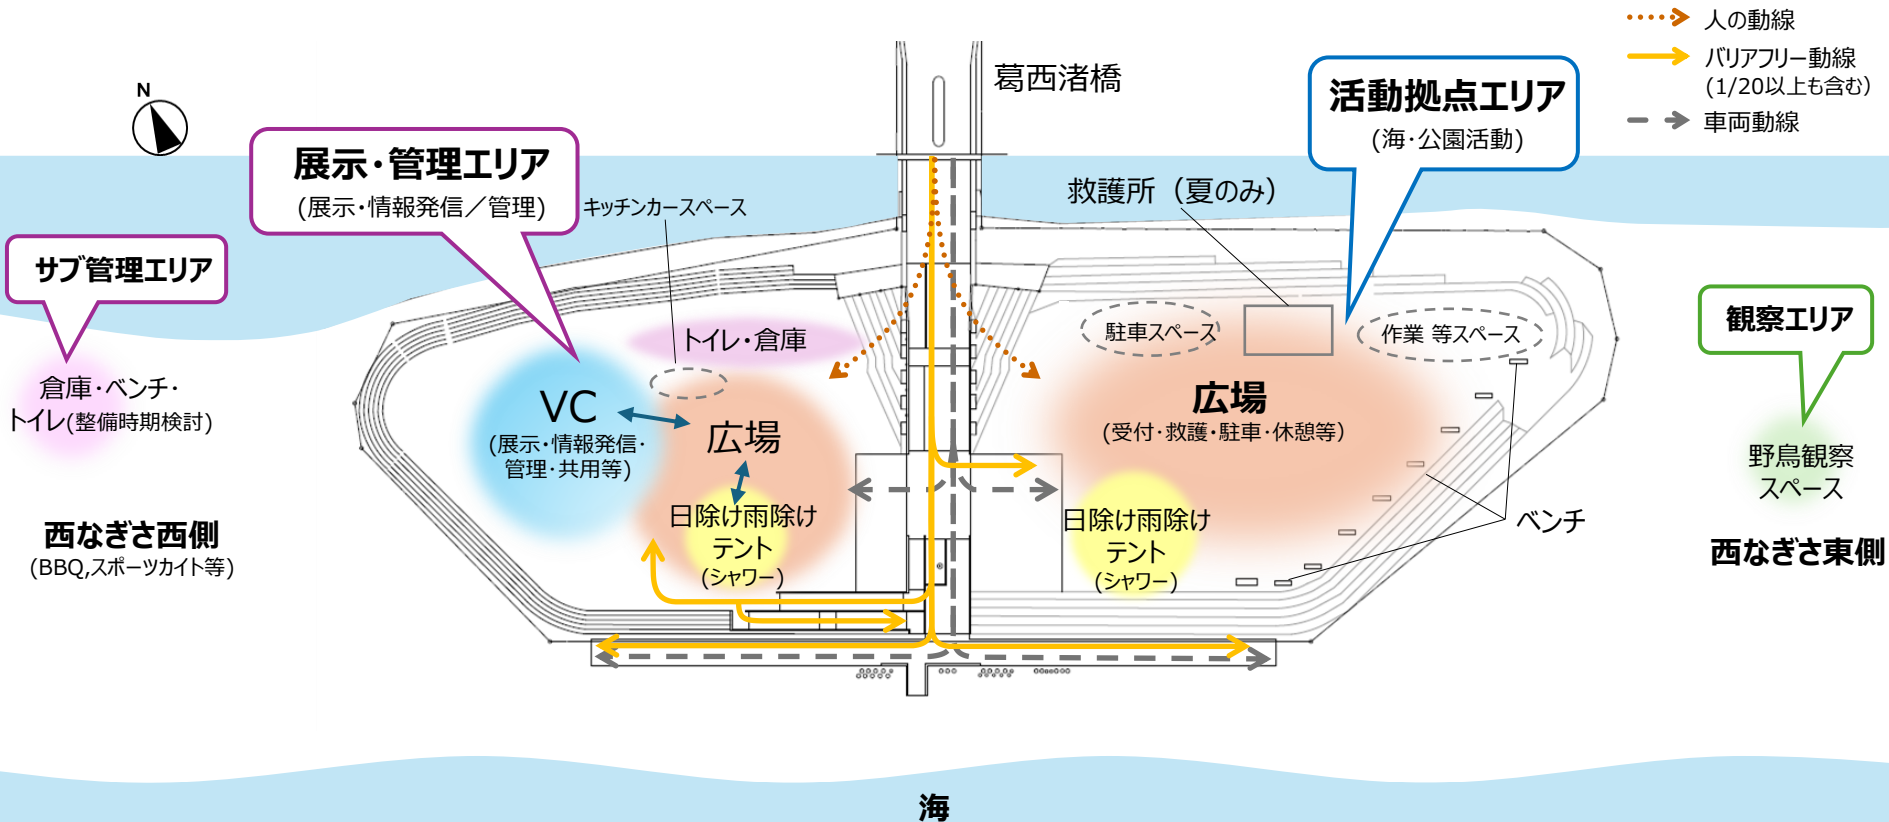 人の動線
バリアフリー動線
(1/20以上も含む)
車両動線
N
葛西渚橋
展示・管理エリア
(展示・情報発信／管理)
活動拠点エリア
(海・公園活動)
サブ管理エリア
キッチンカースペース
救護所（夏のみ）
観察エリア
トイレ・倉庫
駐車スペース
作業 等スペース
倉庫・ベンチ・
トイレ(整備時期検討)
VC
(展示・情報発信・
管理・共用等)
広場
広場
(受付・救護・駐車・休憩等)
野鳥観察
スペース
日除け雨除け
テント
(シャワー)
日除け雨除け
テント
(シャワー)
ベンチ
西なぎさ西側
(BBQ,スポーツカイト等)
西なぎさ東側
海